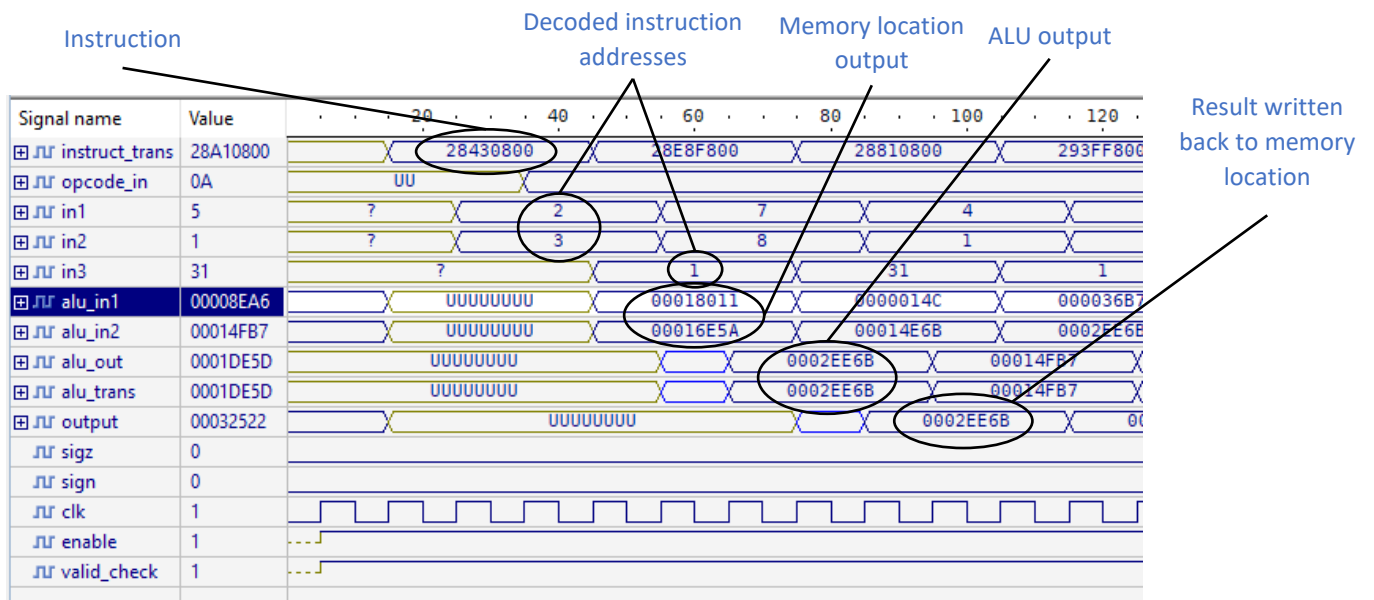 Instruction
Decoded instruction
addresses
Memory location
output
ALU output
Result written
back to memory
location
Signal name Value 20 40 60 80 100 120
instruct_trans 28A10800 28430800 28E8F800 28810800 293FF800
opcode_in 0A UU
in1 5 ? 2 7 4
in2 1 ? 3 8 1
in3 31 ? 1 31 1
alu_in1 00008EA6 UUUUUUUU 00018011 0000014C 000036B7
alu_in2 00014FB7 UUUUUUUU 00016E5A 00014E6B 0002EE6B
alu_out 0001DE5D UUUUUUUU 0002EE6B 00014FB7
alu_trans 0001DE5D UUUUUUUU 0002EE6B 00014FB7
output 00032522 UUUUUUUU 0002EE6B 00
sigz 0
sign 0
clk 1
enable 1
valid_check 1